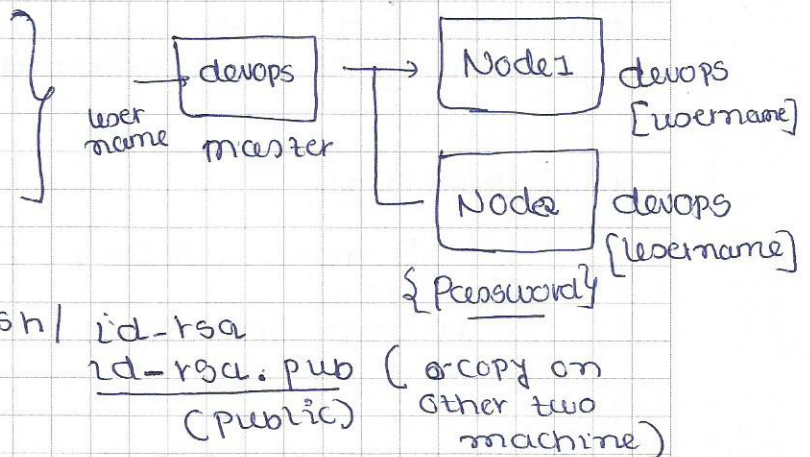 devops
Node1
devops
[username]
user
name
master
Node2
devops
[Username]
{Password}
sh/ id-rsa
id-rsa.pub (a copy on
(public)
other two
machine)